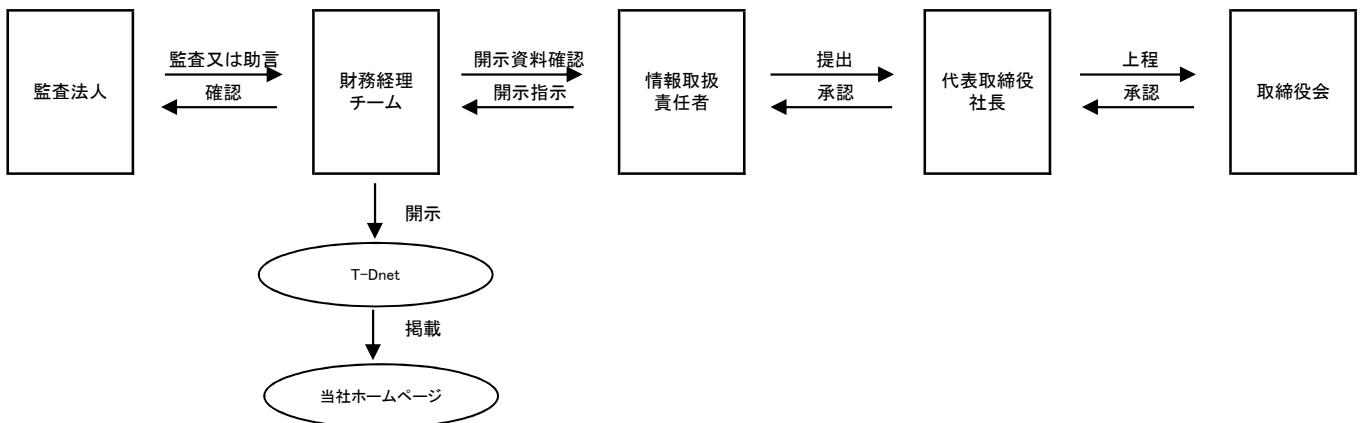 監査法人
監査又は助言
確認
財務経理
チーム
開示資料確認
開示指示
情報取扱
責任者
提出
承認
代表取締役
社長
上程
承認
取締役会
開示
T-Dnet
掲載
当社ホームページ